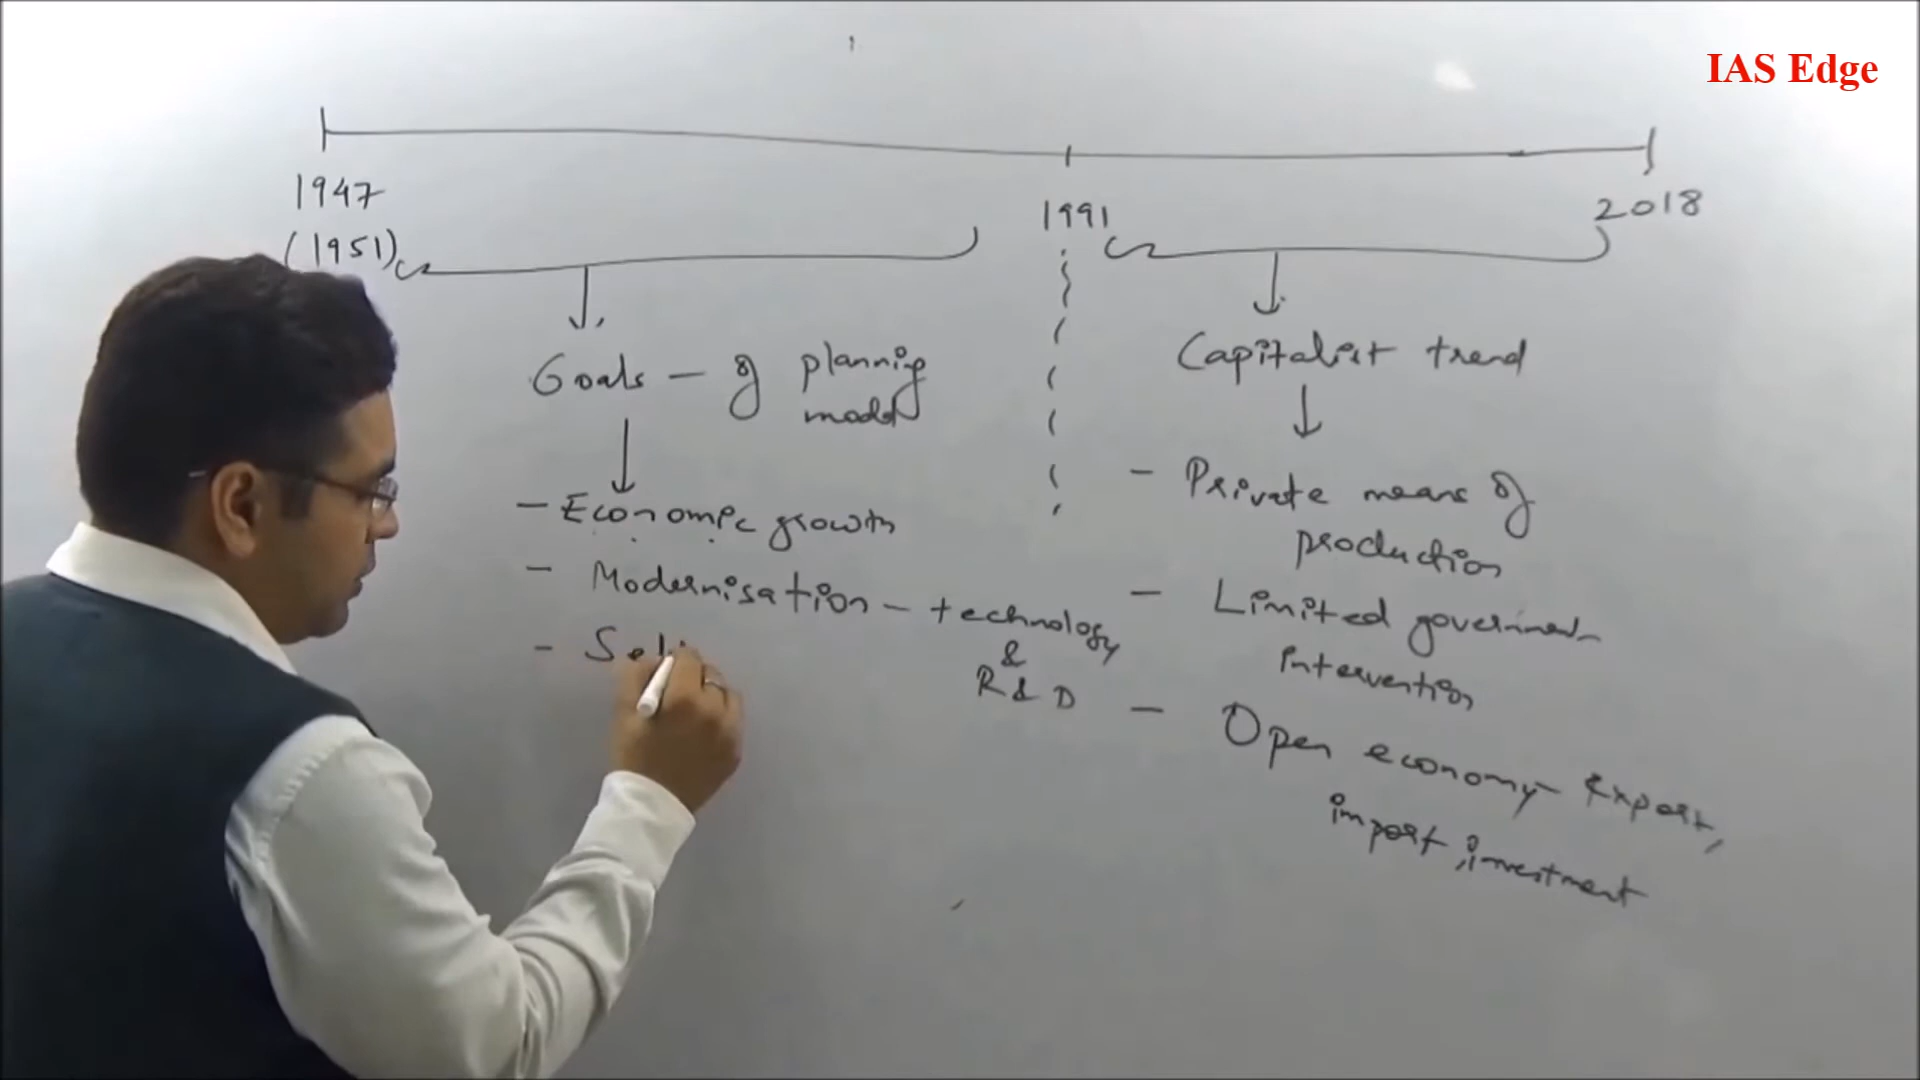 IAS Edge
1947
(1951)
1991
2018
Goals - of planning
model
- Economic growth
- Modernisation - technology
&
R & D
- Sel
Capitalist trend
- Private means of
production
- Limited government
intervention
- Open economy - Export,
import, investment